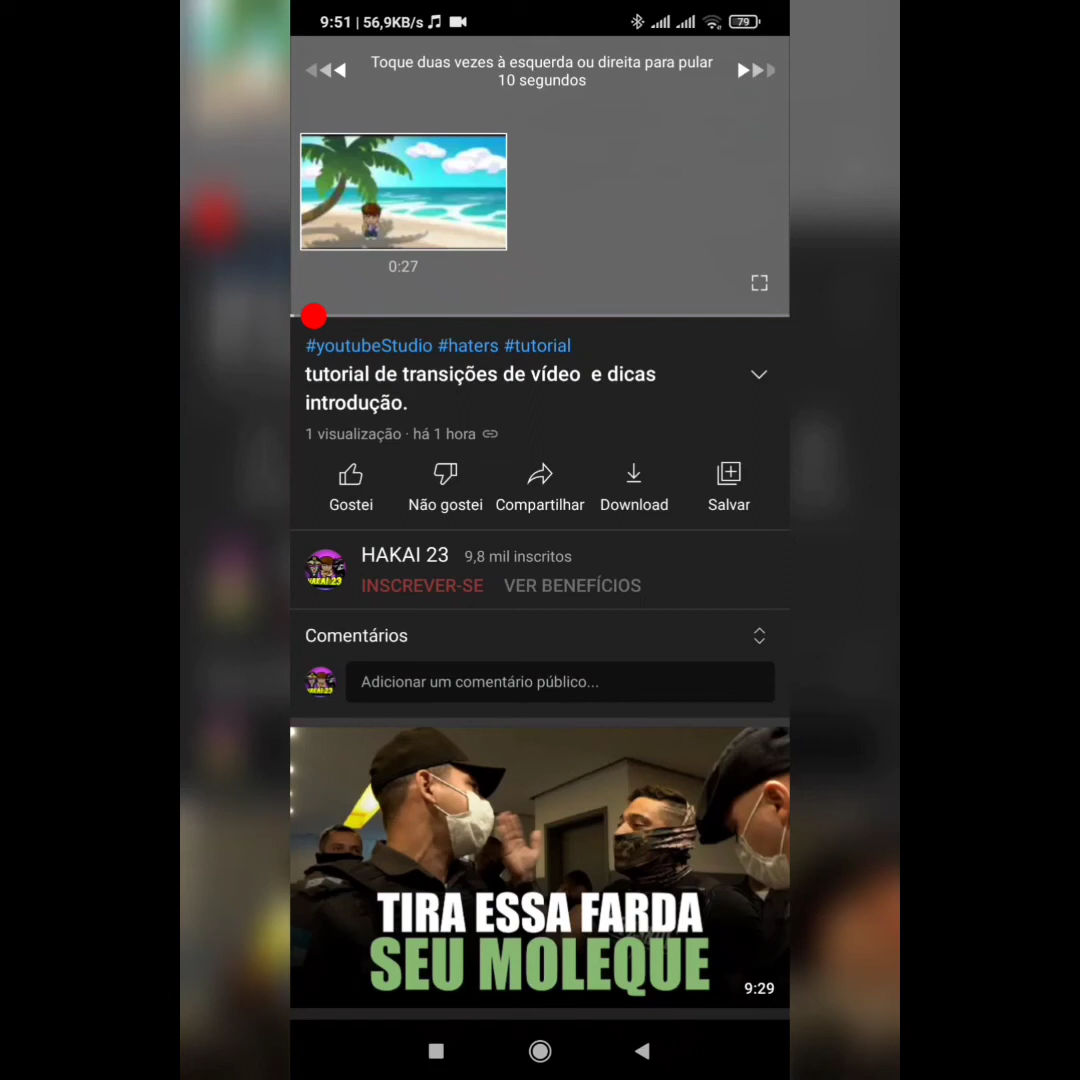 9:51 | 56,9KB/s
79
Toque duas vezes à esquerda ou direita para pular
10 segundos
0:27
#youtubeStudio #haters #tutorial
tutorial de transições de vídeo e dicas
introdução.
1 visualização · há 1 hora
Gostei
Não gostei
Compartilhar
Download
Salvar
HAKAI 23 9,8 mil inscritos
INSCREVER-SE VER BENEFÍCIOS
Comentários
Adicionar um comentário público...
TIRA ESSA FARDA
SEU MOLEQUE
9:29